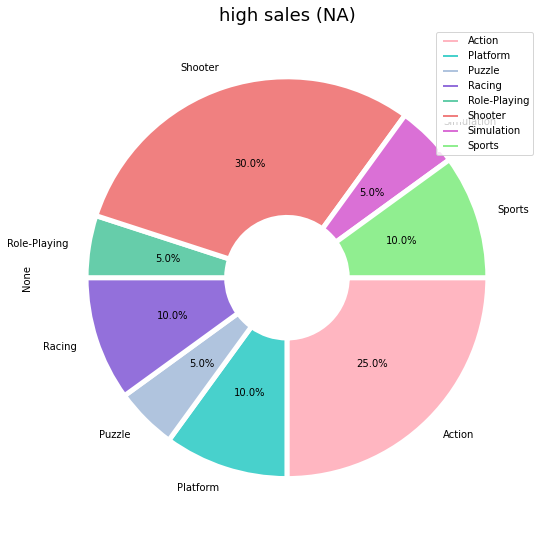 high sales (NA)
Action
Platform
Puzzle
Racing
Role-Playing
Shooter
Simulation
Sports
Shooter
30.0%
5.0%
Sports
10.0%
Role-Playing
5.0%
None
10.0%
Racing
5.0%
25.0%
10.0%
Puzzle
Action
Platform